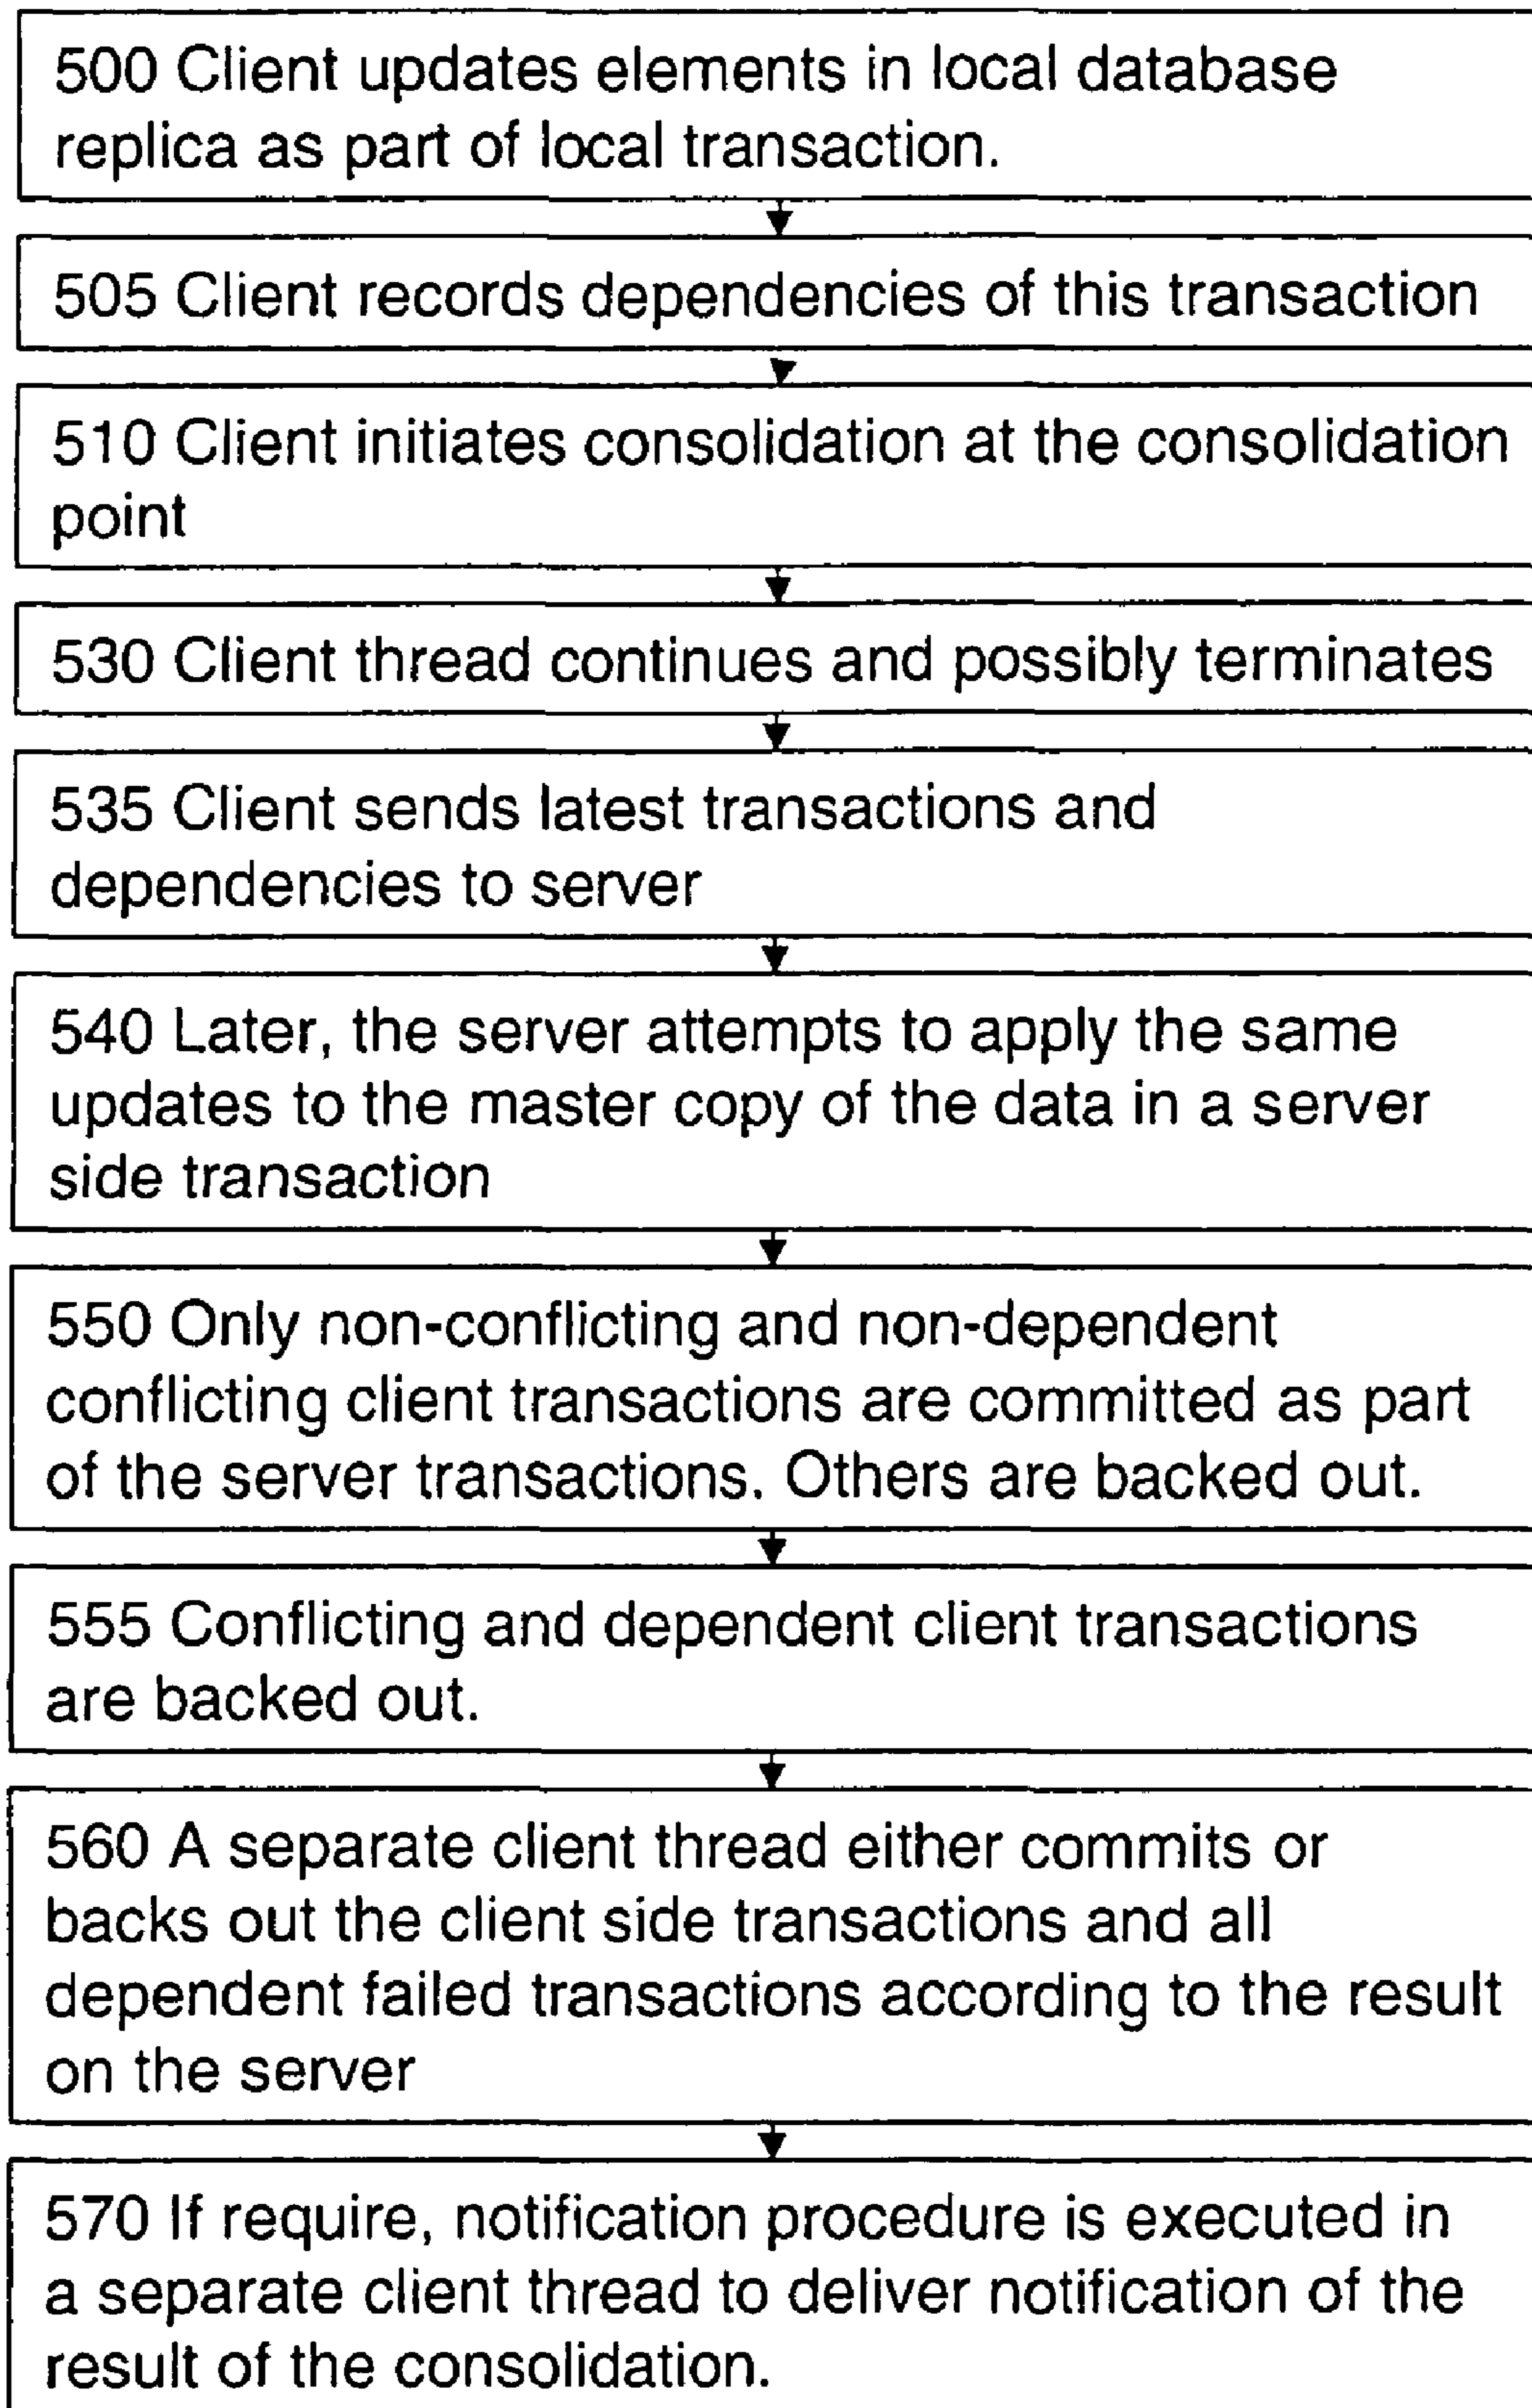 500 Client updates elements in local database
replica as part of local transaction.
505 Client records dependencies of this transaction
510 Client initiates consolidation at the consolidation
point
530 Client thread continues and possibly terminates
535 Client sends latest transactions and
dependencies to server
540 Later, the server attempts to apply the same
updates to the master copy of the data in a server
side transaction
550 Only non-conflicting and non-dependent
conflicting client transactions are committed as part
of the server transactions. Others are backed out.
555 Conflicting and dependent client transactions
are backed out.
560 A separate client thread either commits or
backs out the client side transactions and all
dependent failed transactions according to the result
on the server
570 If require, notification procedure is executed in
a separate client thread to deliver notification of the
result of the consolidation.